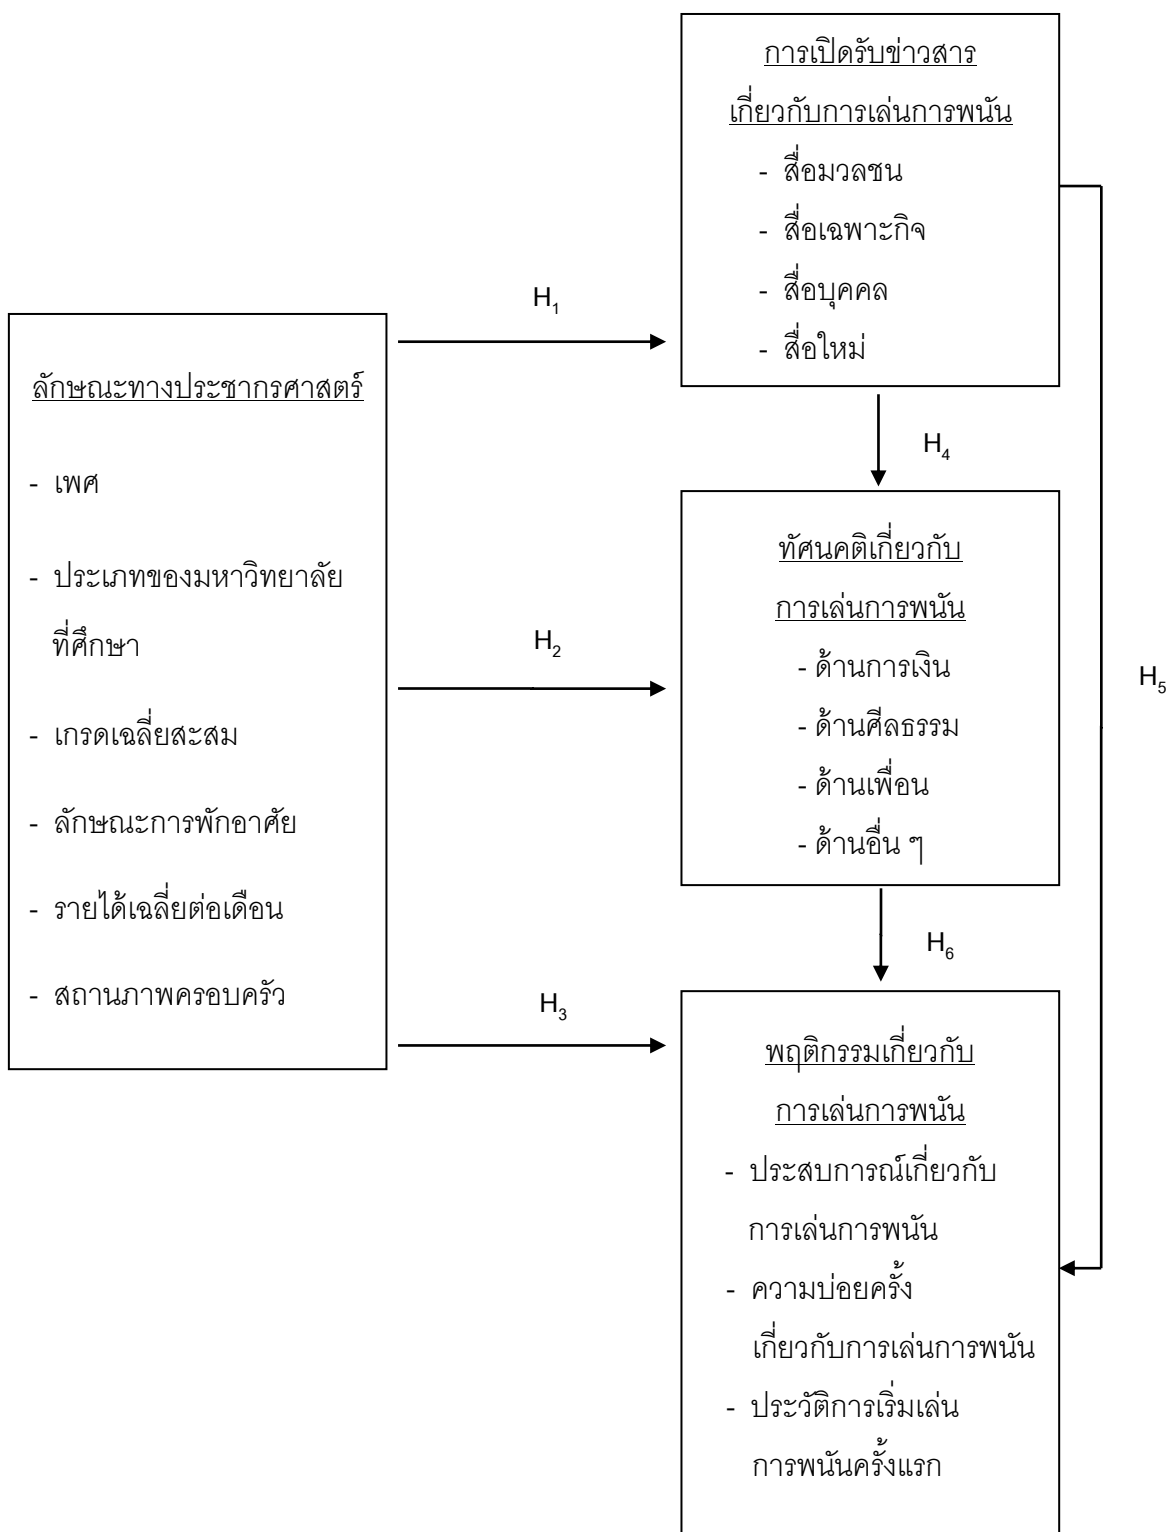 การเปิดรับข่าวสาร
เกี่ยวกับการเล่นการพนัน
- สื่อมวลชน
- สื่อเฉพาะกิจ
- สื่อบุคคล
- สื่อใหม่
H₁
ลักษณะทางประชากรศาสตร์
- เพศ
- ประเภทของมหาวิทยาลัย
ที่ศึกษา
- เกรดเฉลี่ยสะสม
- ลักษณะการพักอาศัย
- รายได้เฉลี่ยต่อเดือน
- สถานภาพครอบครัว
H₄
H₂
ทัศนคติเกี่ยวกับ
การเล่นการพนัน
- ด้านการเงิน
- ด้านศีลธรรม
- ด้านเพื่อน
- ด้านอื่น ๆ
H₅
H₆
H₃
พฤติกรรมเกี่ยวกับ
การเล่นการพนัน
- ประสบการณ์เกี่ยวกับ
การเล่นการพนัน
- ความบ่อยครั้ง
เกี่ยวกับการเล่นการพนัน
- ประวัติการเริ่มเล่น
การพนันครั้งแรก